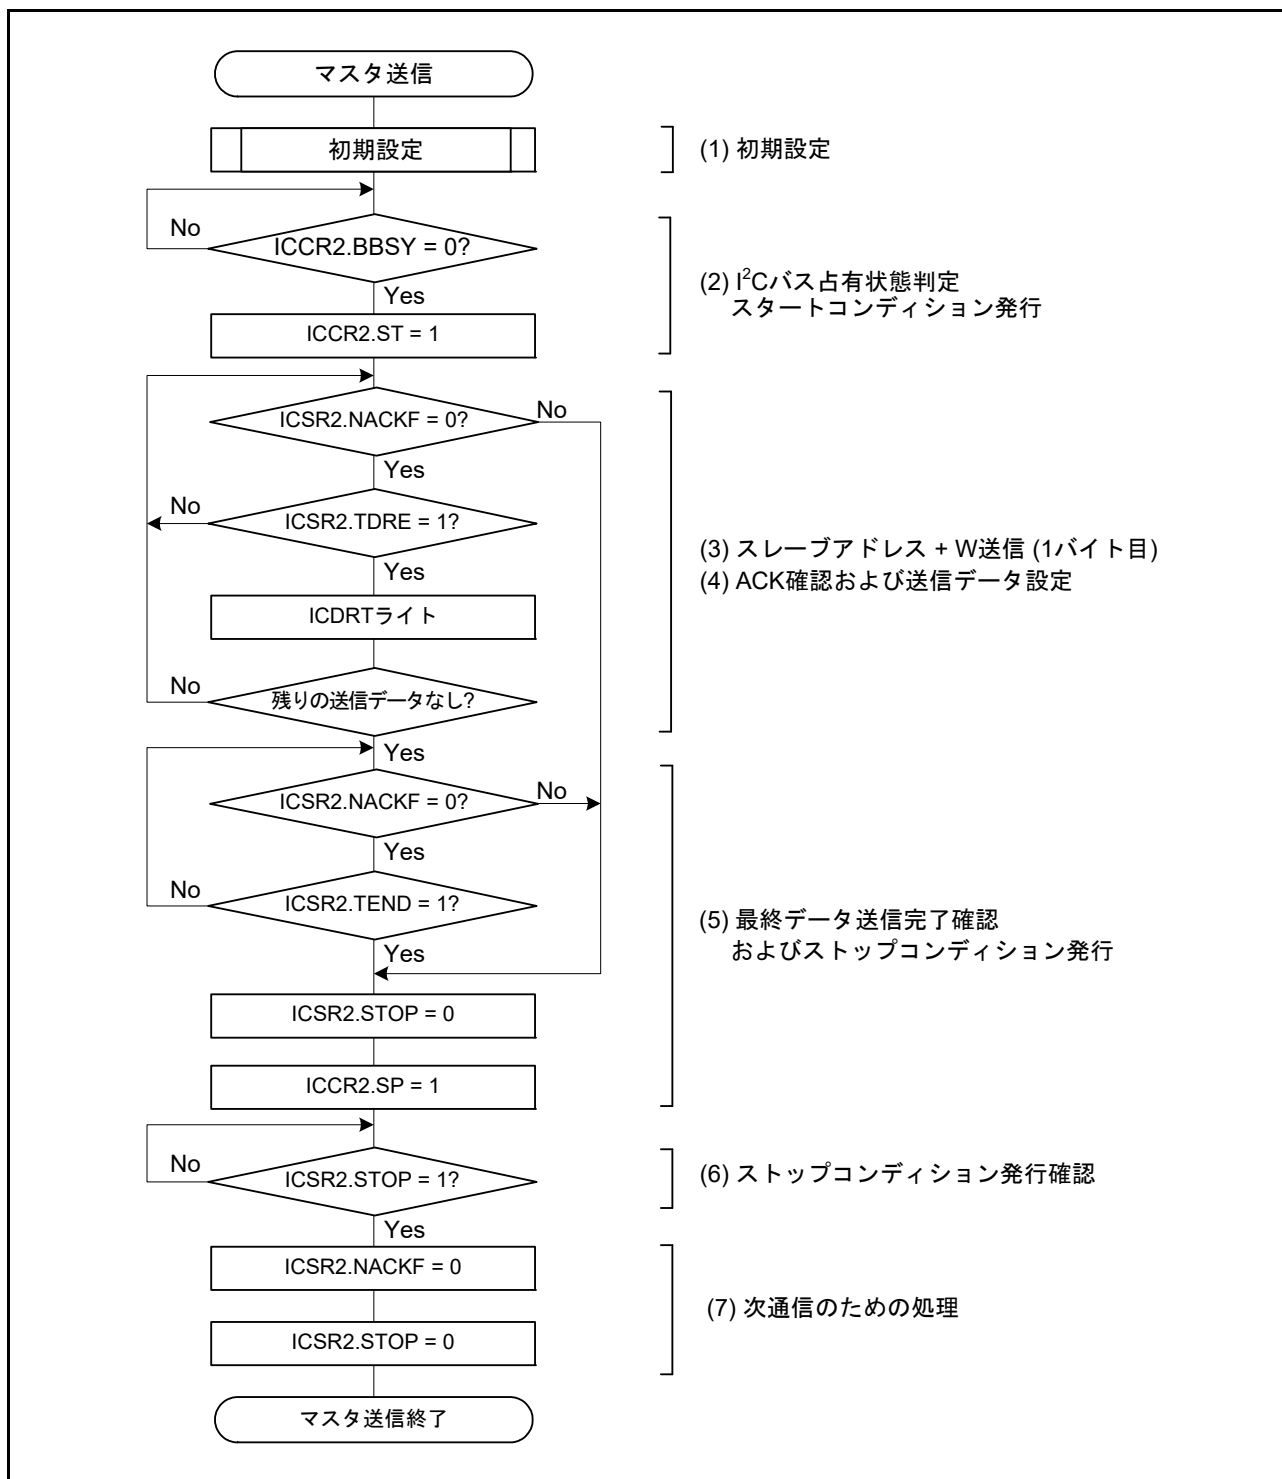 マスタ送信
初期設定
(1) 初期設定
No
ICCR2.BBSY = 0?
Yes
(2) I²Cバス占有状態判定
スタートコンディション発行
ICCR2.ST = 1
ICSR2.NACKF = 0?
No
Yes
No
ICSR2.TDRE = 1?
Yes
(3) スレーブアドレス + W送信 (1バイト目)
(4) ACK確認および送信データ設定
ICDRTライト
No
残りの送信データなし?
Yes
ICSR2.NACKF = 0?
No
Yes
No
ICSR2.TEND = 1?
Yes
(5) 最終データ送信完了確認
およびストップコンディション発行
ICSR2.STOP = 0
ICCR2.SP = 1
No
ICSR2.STOP = 1?
Yes
(6) ストップコンディション発行確認
ICSR2.NACKF = 0
(7) 次通信のための処理
ICSR2.STOP = 0
マスタ送信終了